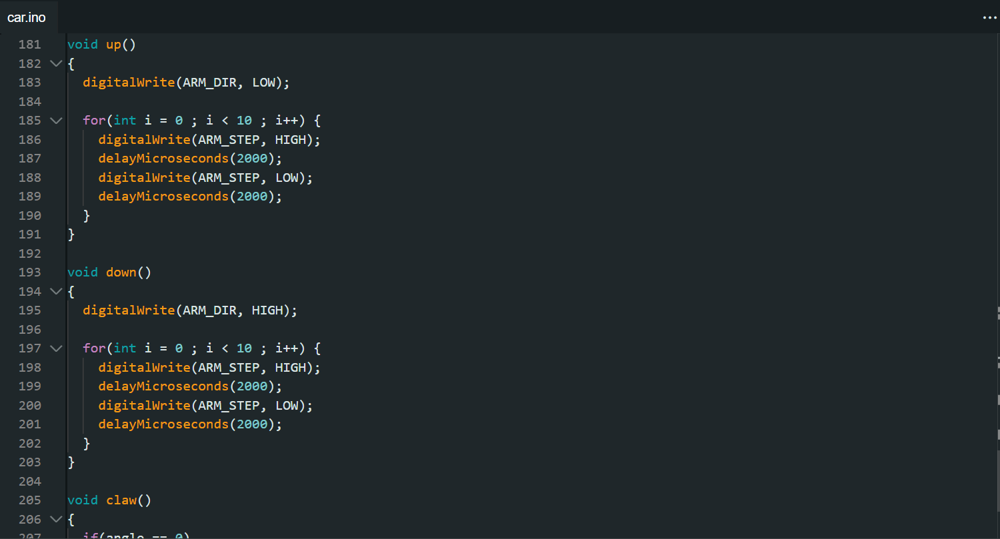 car.ino
181 void up()
182 {
183 digitalWrite(ARM_DIR, LOW);
184
185 for(int i = 0 ; i < 10 ; i++) {
186 digitalWrite(ARM_STEP, HIGH);
187 delayMicroseconds(2000);
188 digitalWrite(ARM_STEP, LOW);
189 delayMicroseconds(2000);
190 }
191 }
192
193 void down()
194 {
195 digitalWrite(ARM_DIR, HIGH);
196
197 for(int i = 0 ; i < 10 ; i++) {
198 digitalWrite(ARM_STEP, HIGH);
199 delayMicroseconds(2000);
200 digitalWrite(ARM_STEP, LOW);
201 delayMicroseconds(2000);
202 }
203 }
204
205 void claw()
206 {
207 if(angle == 0)